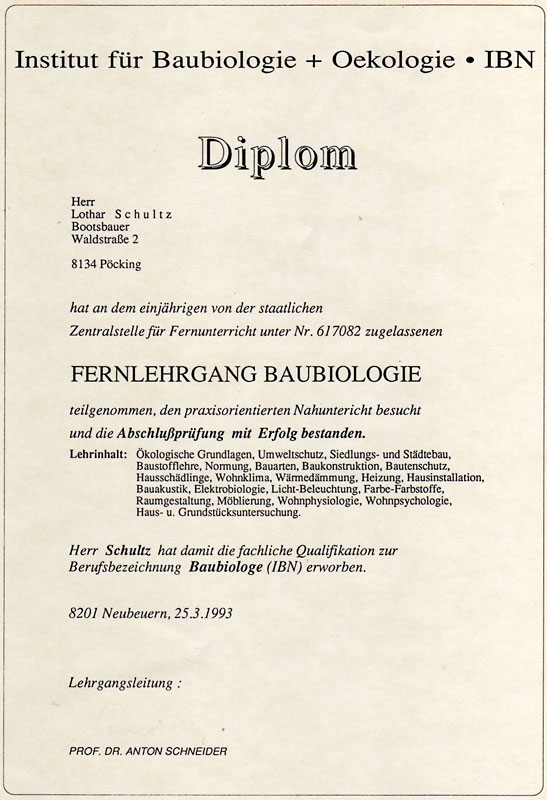 Institut für Baubiologie + Oekologie • IBN
Diplom
Herr
Lothar Schultz
Bootsbauer
Waldstraße 2
8134 Pöcking
hat an dem einjährigen von der staatlichen
Zentralstelle für Fernunterricht unter Nr. 617082 zugelassenen
FERNLEHRGANG BAUBIOLOGIE
teilgenommen, den praxisorientierten Nahuntericht besucht
und die Abschlußprüfung mit Erfolg bestanden.
Lehrinhalt: Ökologische Grundlagen, Umweltschutz, Siedlungs- und Städtebau,
Baustofflehre, Normung, Bauarten, Baukonstruktion, Bautenschutz,
Hausschädlinge, Wohnklima, Wärmedämmung, Heizung, Hausinstallation,
Bauakustik, Elektrobiologie, Licht-Beleuchtung, Farbe-Farbstoffe,
Raumgestaltung, Möblierung, Wohnphysiologie, Wohnpsychologie,
Haus- u. Grundstücksuntersuchung.
Herr Schultz hat damit die fachliche Qualifikation zur
Berufsbezeichnung Baubiologe (IBN) erworben.
8201 Neubeuern, 25.3.1993
Lehrgangsleitung :
PROF. DR. ANTON SCHNEIDER